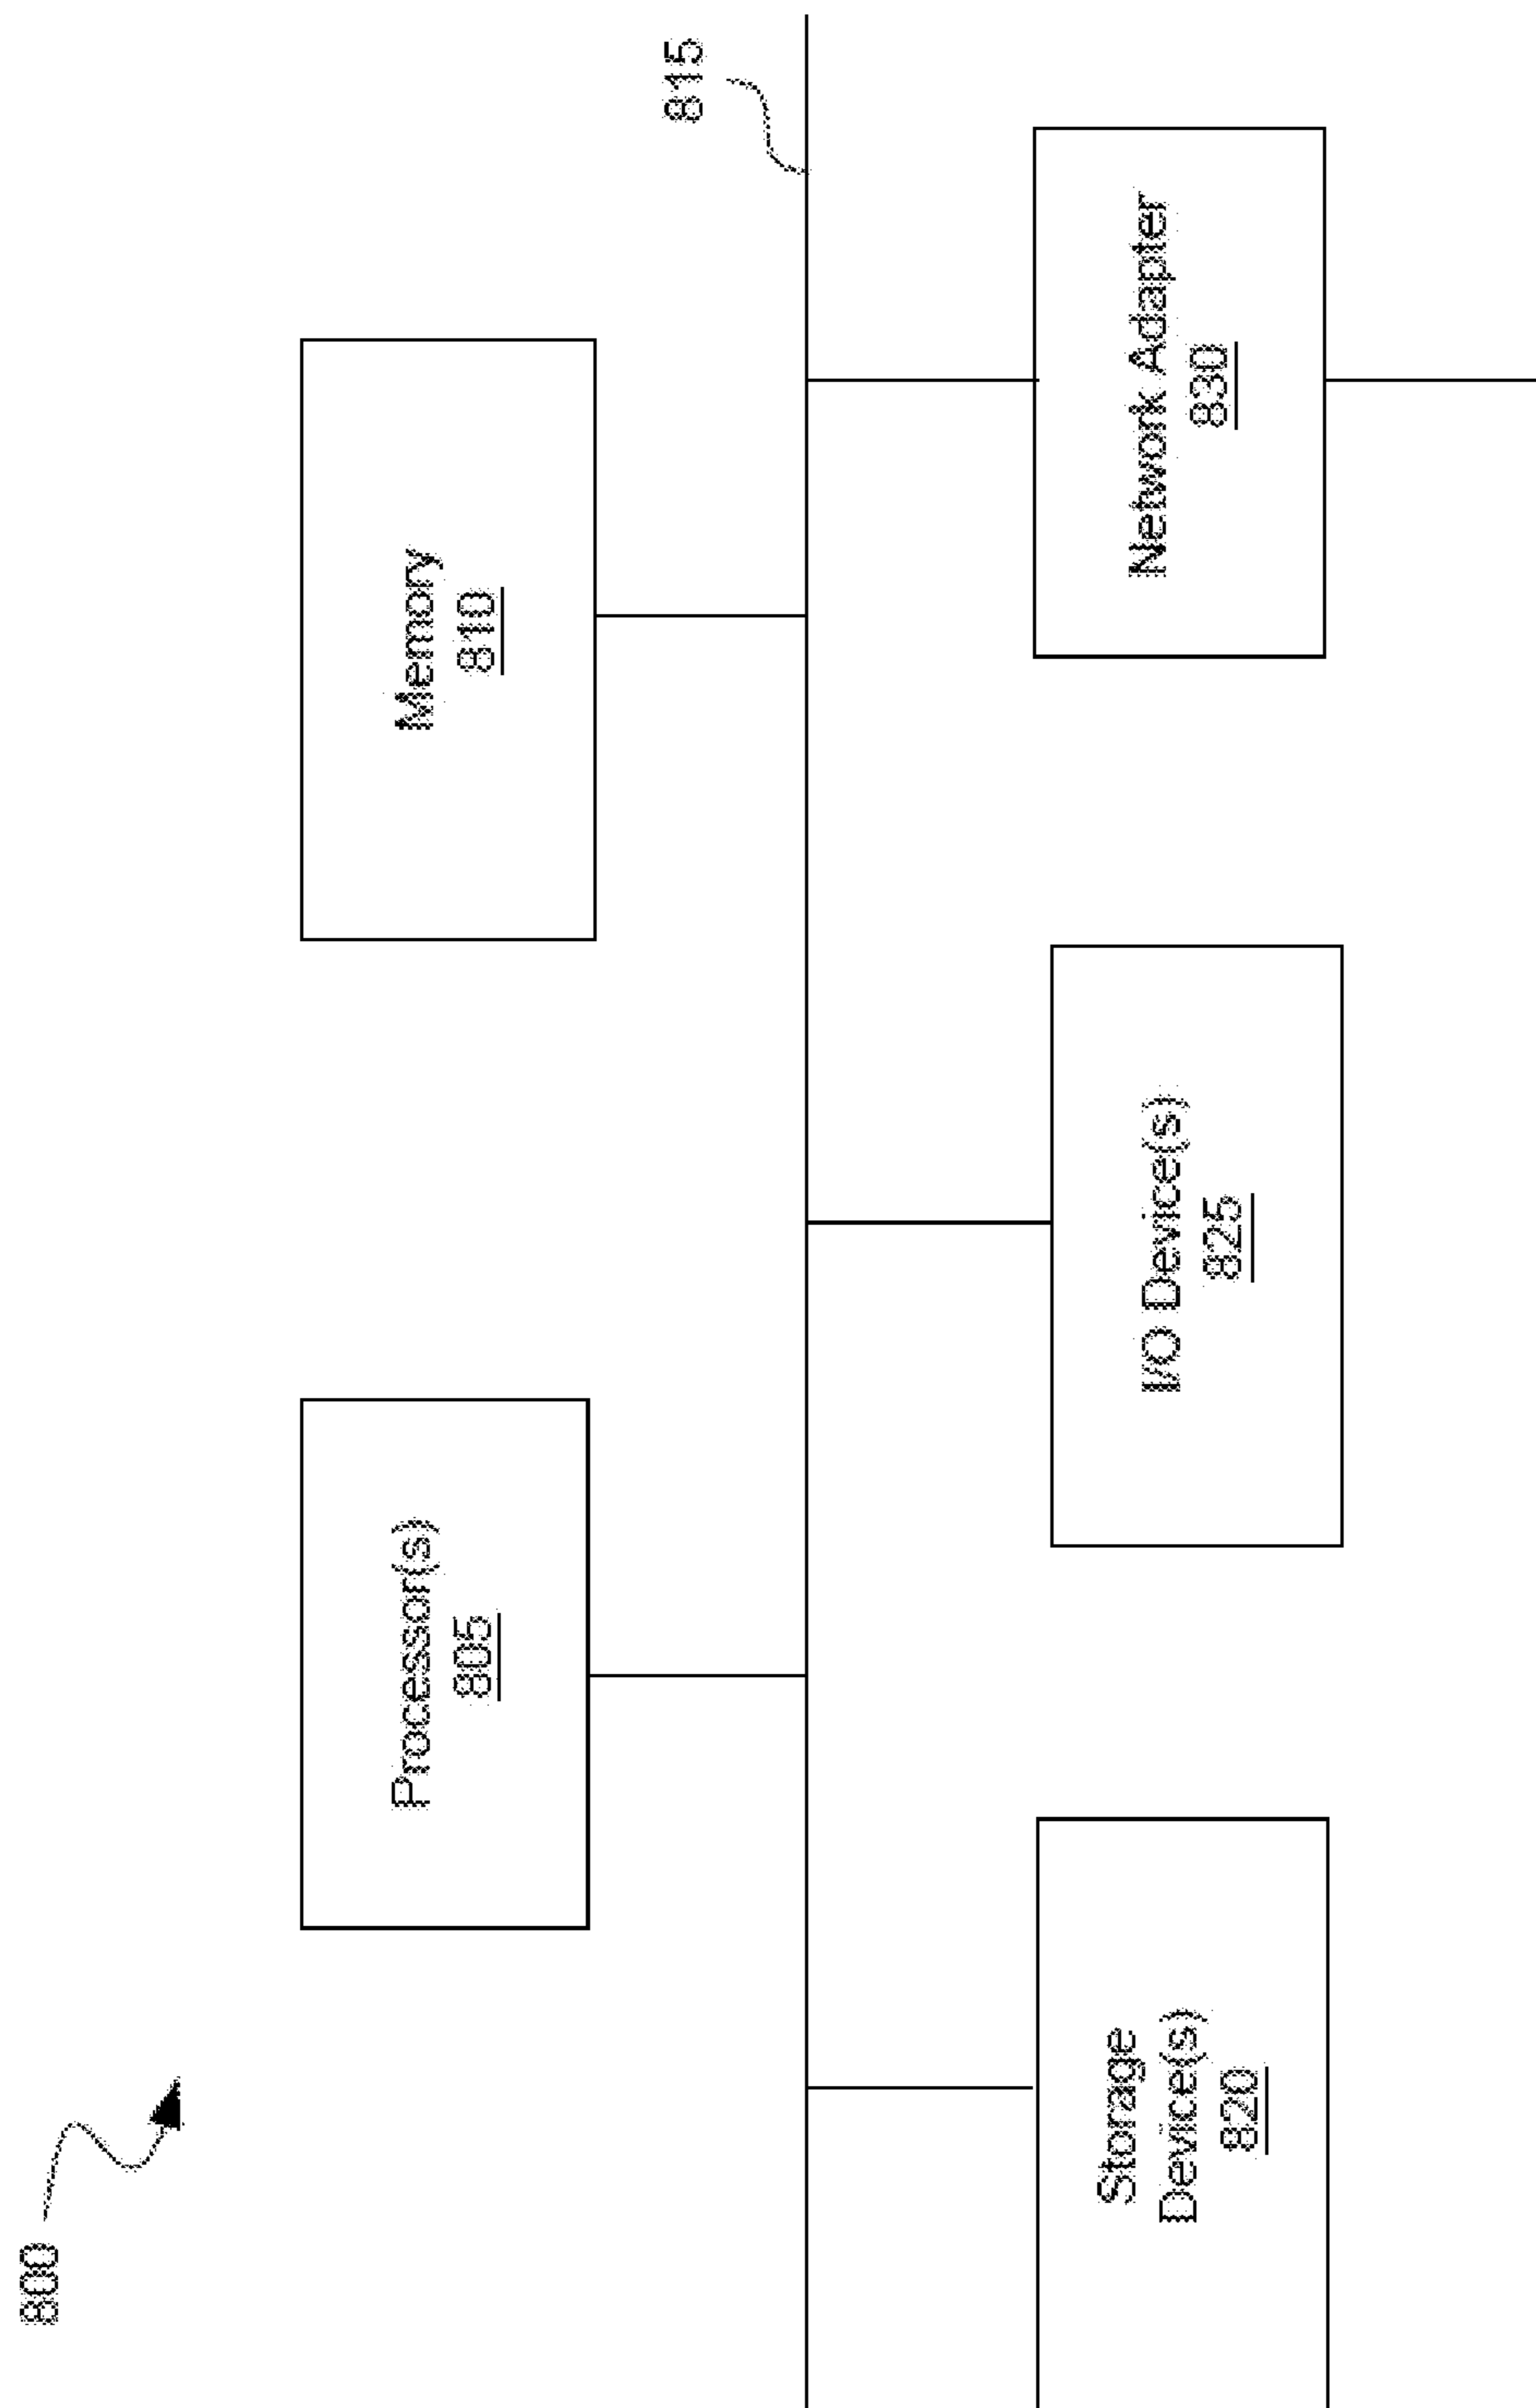 800
Processor(s)
805
Memory
810
815
Storage
Device(s)
820
I/O Device(s)
825
Network Adapter
830